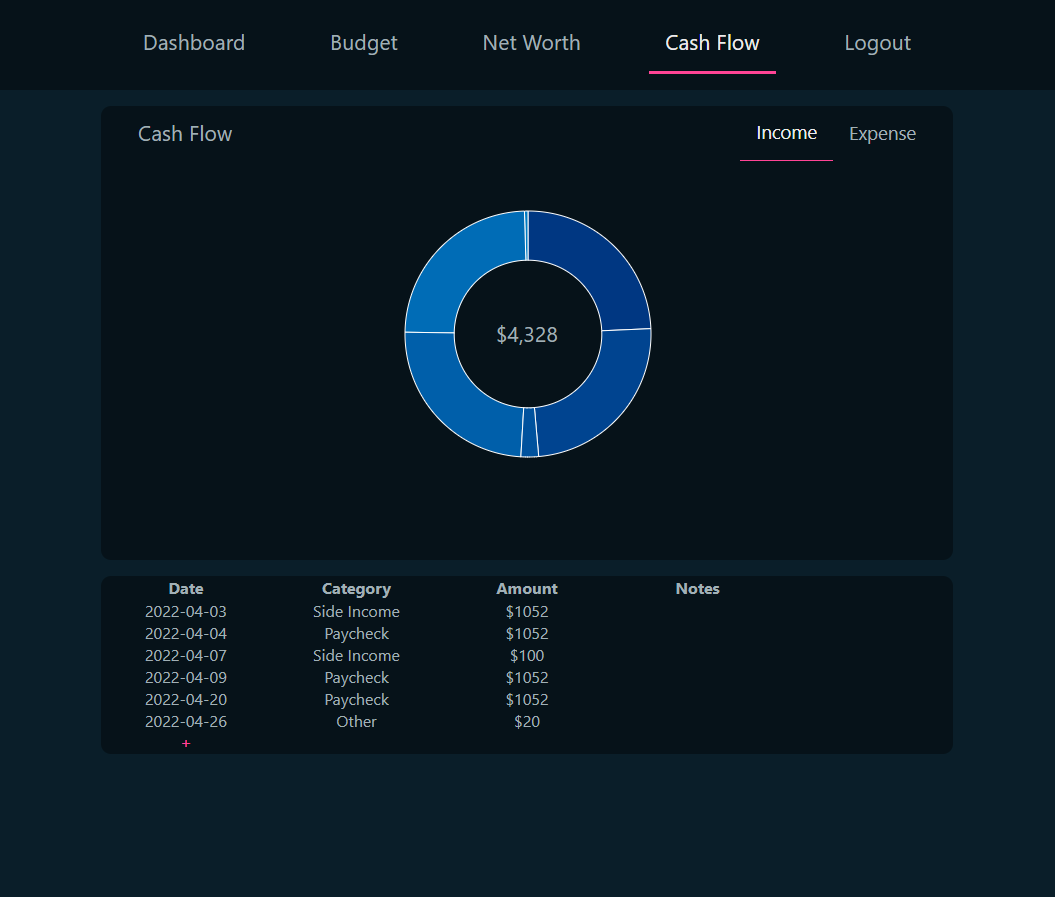 Dashboard Budget Net Worth Cash Flow Logout
Cash Flow Income Expense
$4,328
Date Category Amount Notes
2022-04-03 Side Income $1052
2022-04-04 Paycheck $1052
2022-04-07 Side Income $100
2022-04-09 Paycheck $1052
2022-04-20 Paycheck $1052
2022-04-26 Other $20
+